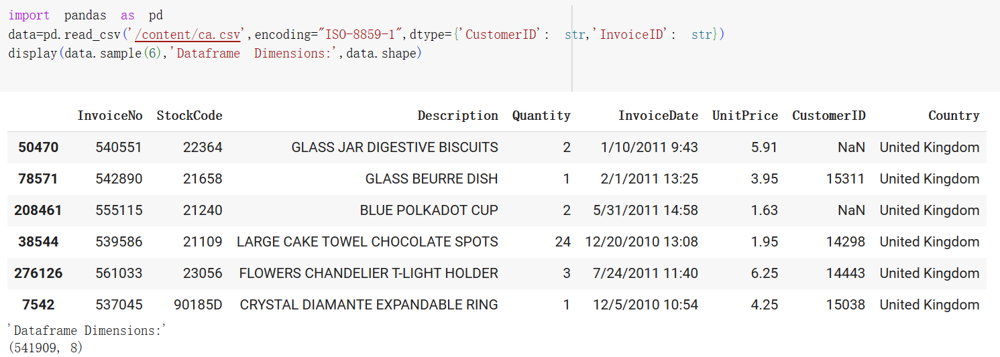 import pandas as pd
data=pd.read_csv('/content/ca.csv',encoding="ISO-8859-1",dtype={'CustomerID': str,'InvoiceID': str})
display(data.sample(6),'Dataframe Dimensions:',data.shape)
InvoiceNo StockCode Description Quantity InvoiceDate UnitPrice CustomerID Country
50470 540551 22364 GLASS JAR DIGESTIVE BISCUITS 2 1/10/2011 9:43 5.91 NaN United Kingdom
78571 542890 21658 GLASS BEURRE DISH 1 2/1/2011 13:25 3.95 15311 United Kingdom
208461 555115 21240 BLUE POLKADOT CUP 2 5/31/2011 14:58 1.63 NaN United Kingdom
38544 539586 21109 LARGE CAKE TOWEL CHOCOLATE SPOTS 24 12/20/2010 13:08 1.95 14298 United Kingdom
276126 561033 23056 FLOWERS CHANDELIER T-LIGHT HOLDER 3 7/24/2011 11:40 6.25 14443 United Kingdom
7542 537045 90185D CRYSTAL DIAMANTE EXPANDABLE RING 1 12/5/2010 10:54 4.25 15038 United Kingdom
'Dataframe Dimensions:'
(541909, 8)